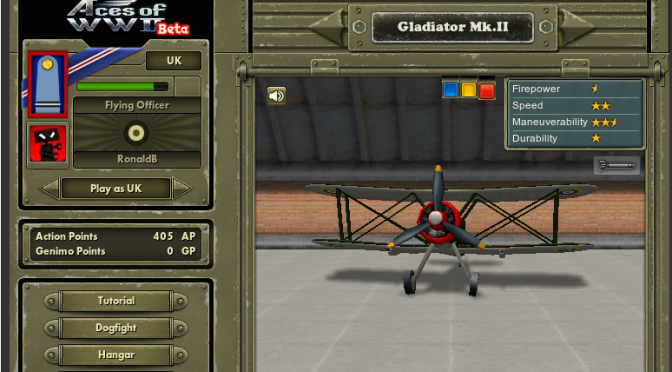 Aces of
WWII Beta
Gladiator Mk.II
UK
Flying Officer
RonaldB
Play as UK
Action Points 405 AP
Genimo Points 0 GP
Tutorial
Dogfight
Hangar
Firepower
Speed
Maneuverability
Durability